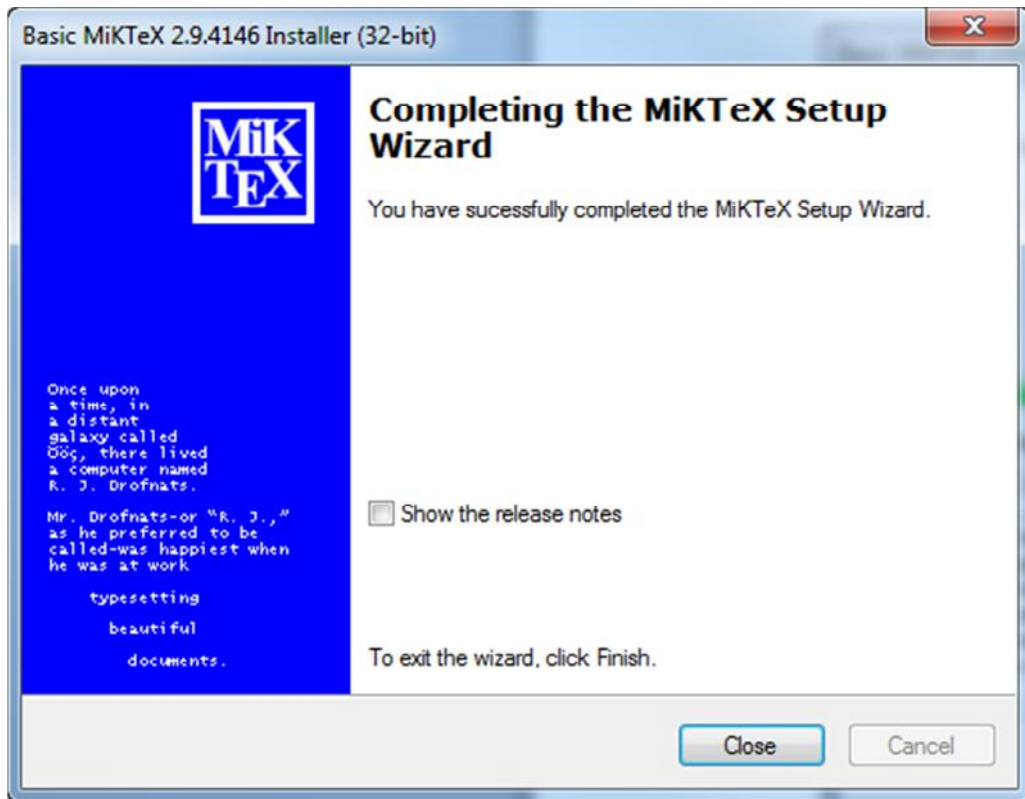 Basic MiKTeX 2.9.4146 Installer (32-bit)
MiK
TEX
Completing the MiKTeX Setup
Wizard
You have sucessfully completed the MiKTeX Setup Wizard.
Once upon
a time, in
a distant
galaxy called
Ööç, there lived
a computer named
R. J. Drofnats.
Mr. Drofnats-or “R. J.,”
as he preferred to be
called-was happiest when
he was at work
typesetting
beautiful
documents.
Show the release notes
To exit the wizard, click Finish.
Close
Cancel